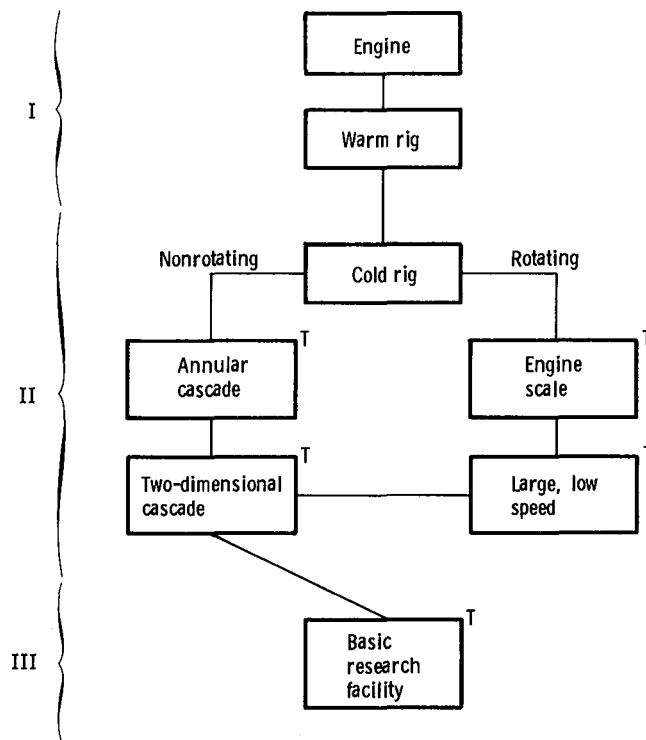 Engine
I
Warm rig
Nonrotating
Rotating
Cold rig
T
T
Annular
cascade
Engine
scale
II
T
T
Two-dimensional
cascade
Large, low
speed
T
Basic
research
facility
III